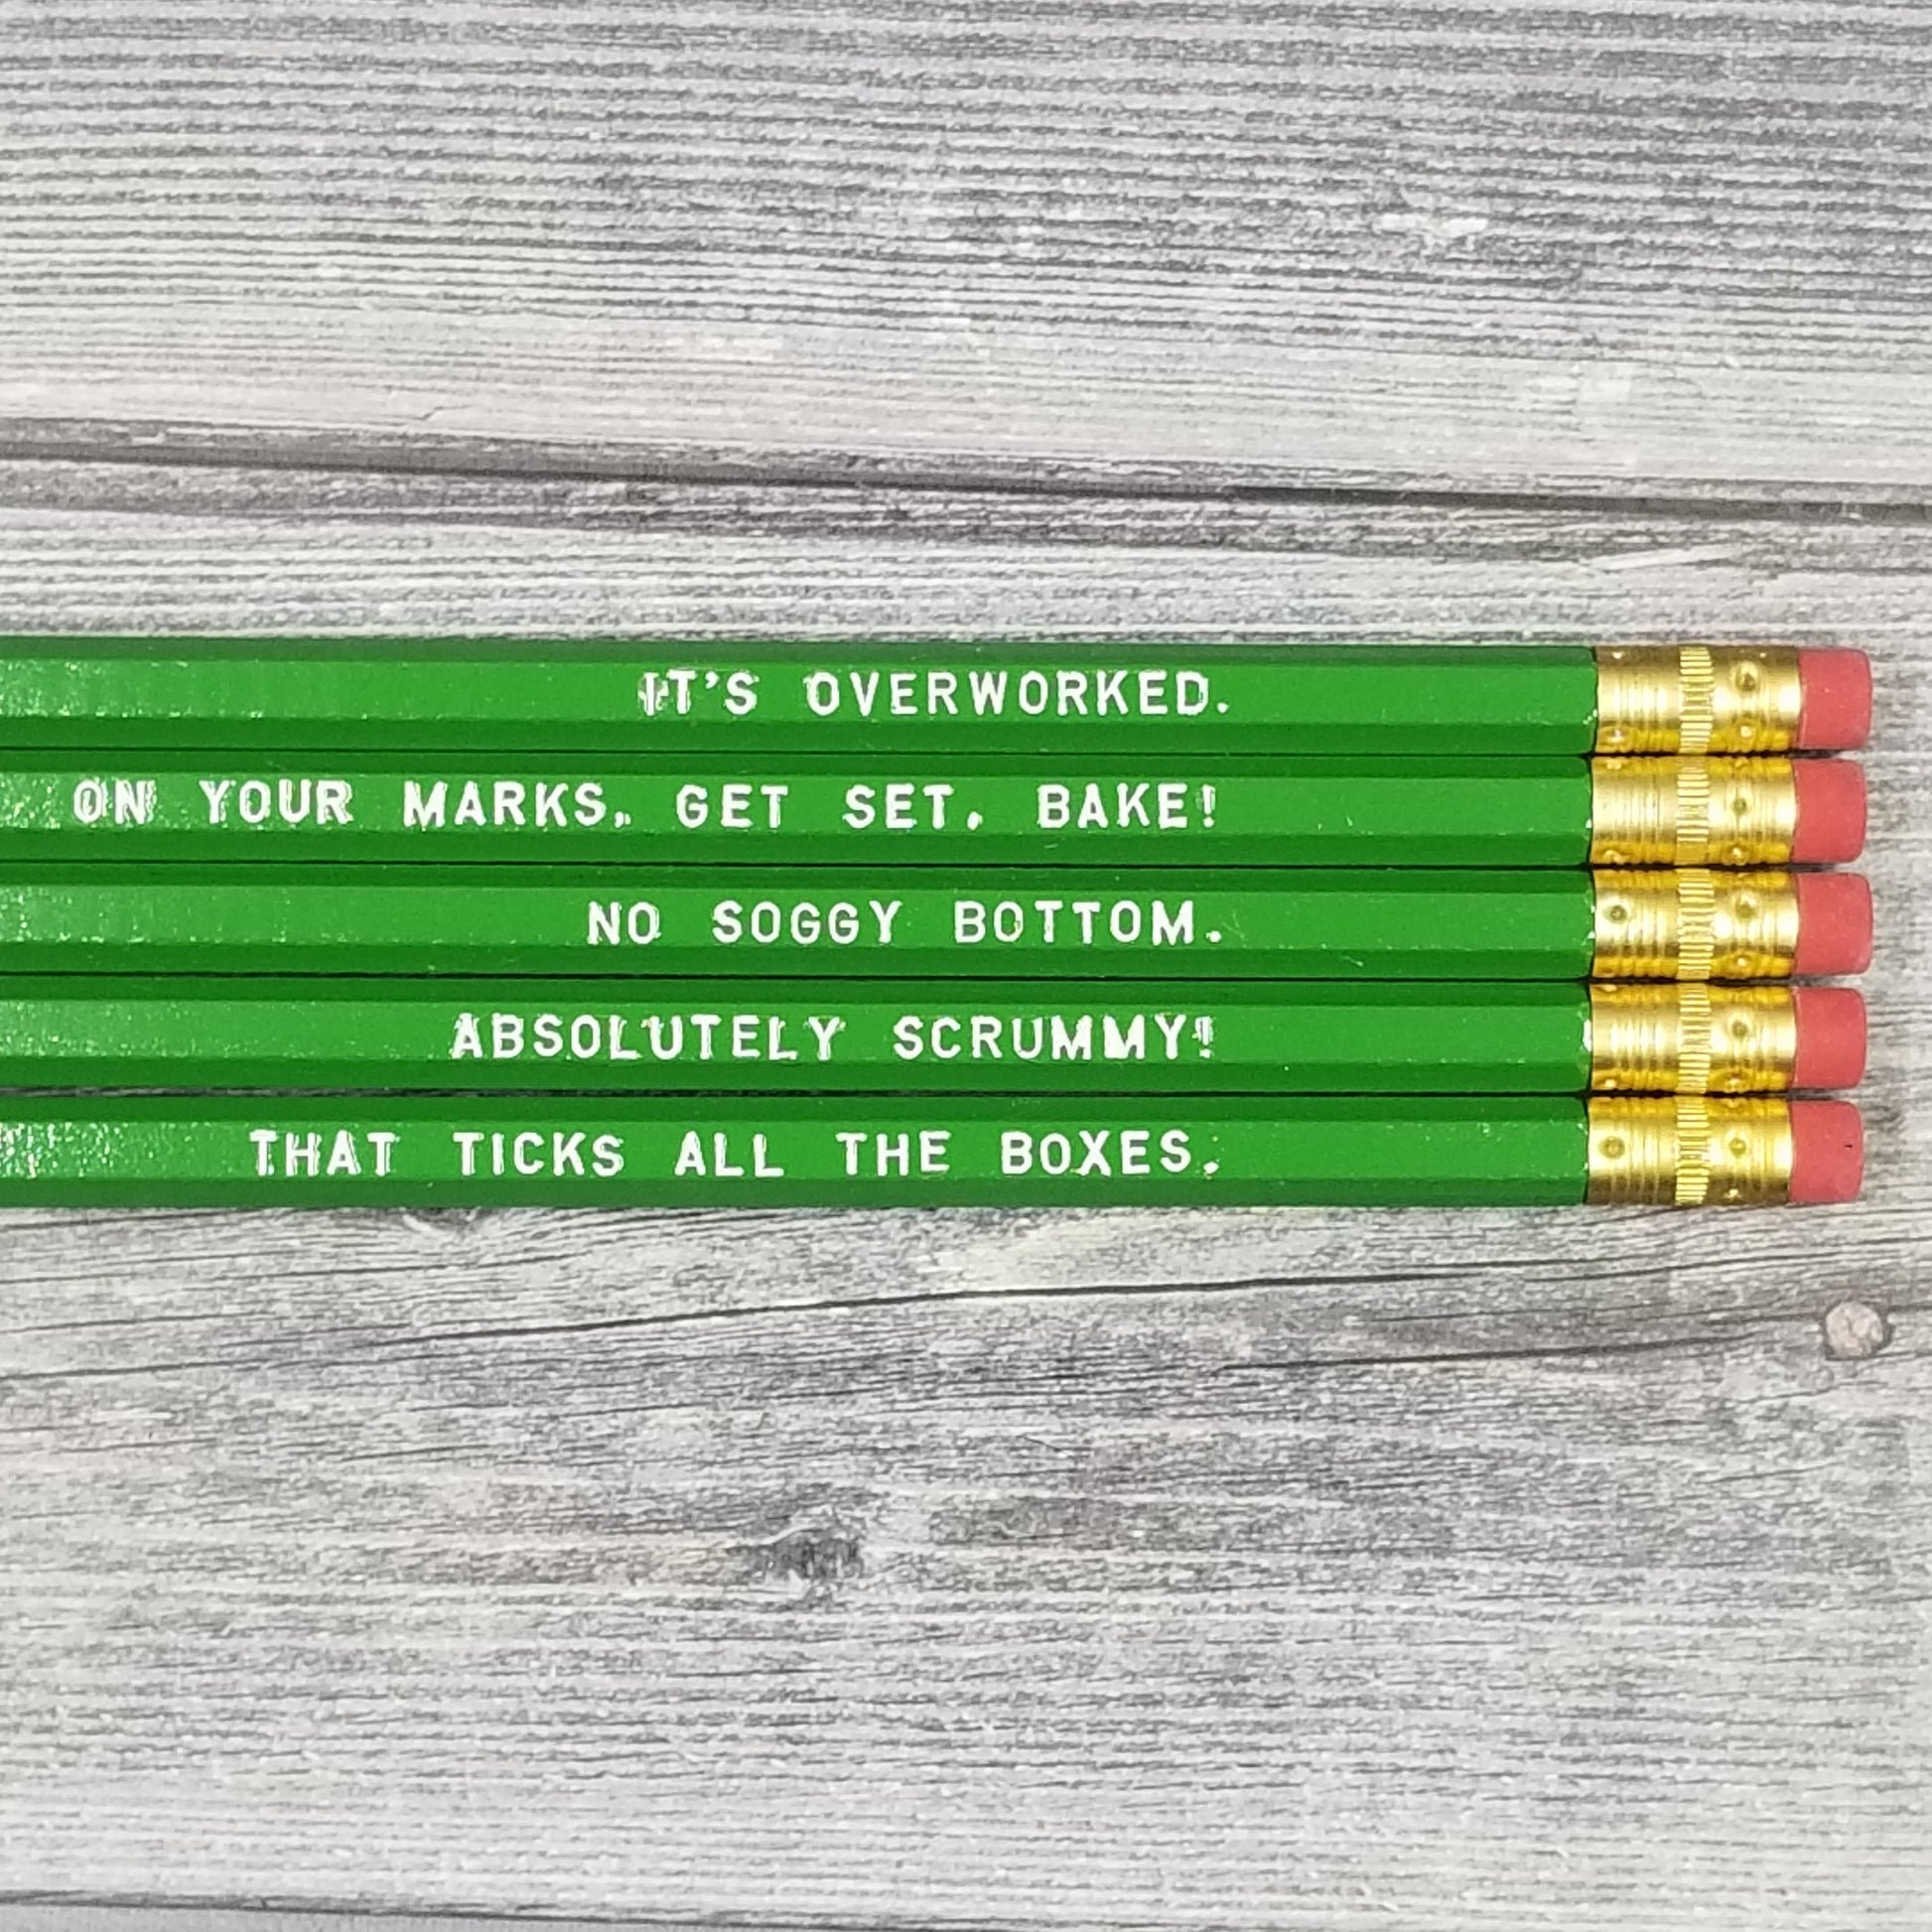 IT'S OVERWORKED.
ON YOUR MARKS, GET SET, BAKE!
NO SOGGY BOTTOM.
ABSOLUTELY SCRUMMY!
THAT TICKS ALL THE BOXES.